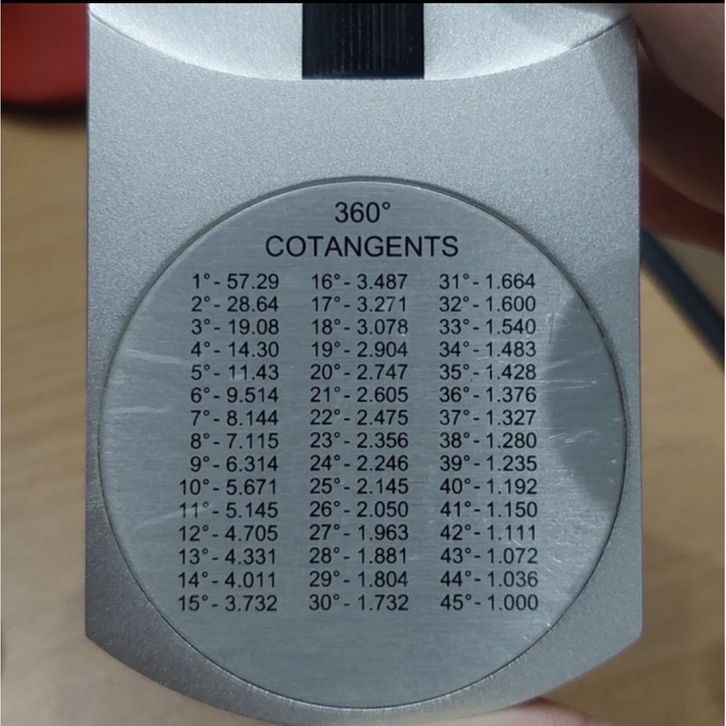 360°
COTANGENTS
1°- 57.29 16°- 3.487 31°- 1.664
2°- 28.64 17°- 3.271 32°- 1.600
3°- 19.08 18°- 3.078 33°- 1.540
4°- 14.30 19°- 2.904 34°- 1.483
5°- 11.43 20°- 2.747 35°- 1.428
6°- 9.514 21°- 2.605 36°- 1.376
7°- 8.144 22°- 2.475 37°- 1.327
8°- 7.115 23°- 2.356 38°- 1.280
9°- 6.314 24°- 2.246 39°- 1.235
10°- 5.671 25°- 2.145 40°- 1.192
11°- 5.145 26°- 2.050 41°- 1.150
12°- 4.705 27°- 1.963 42°- 1.111
13°- 4.331 28°- 1.881 43°- 1.072
14°- 4.011 29°- 1.804 44°- 1.036
15°- 3.732 30°- 1.732 45°- 1.000